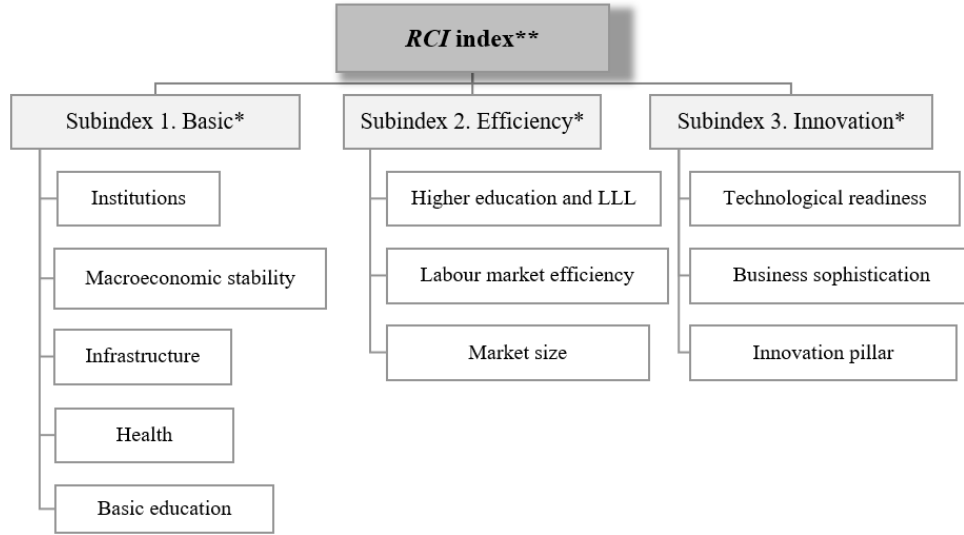 RCI index**
Subindex 1. Basic*
Institutions
Macroeconomic stability
Infrastructure
Health
Basic education
Subindex 2. Efficiency*
Higher education and LLL
Labour market efficiency
Market size
Subindex 3. Innovation*
Technological readiness
Business sophistication
Innovation pillar